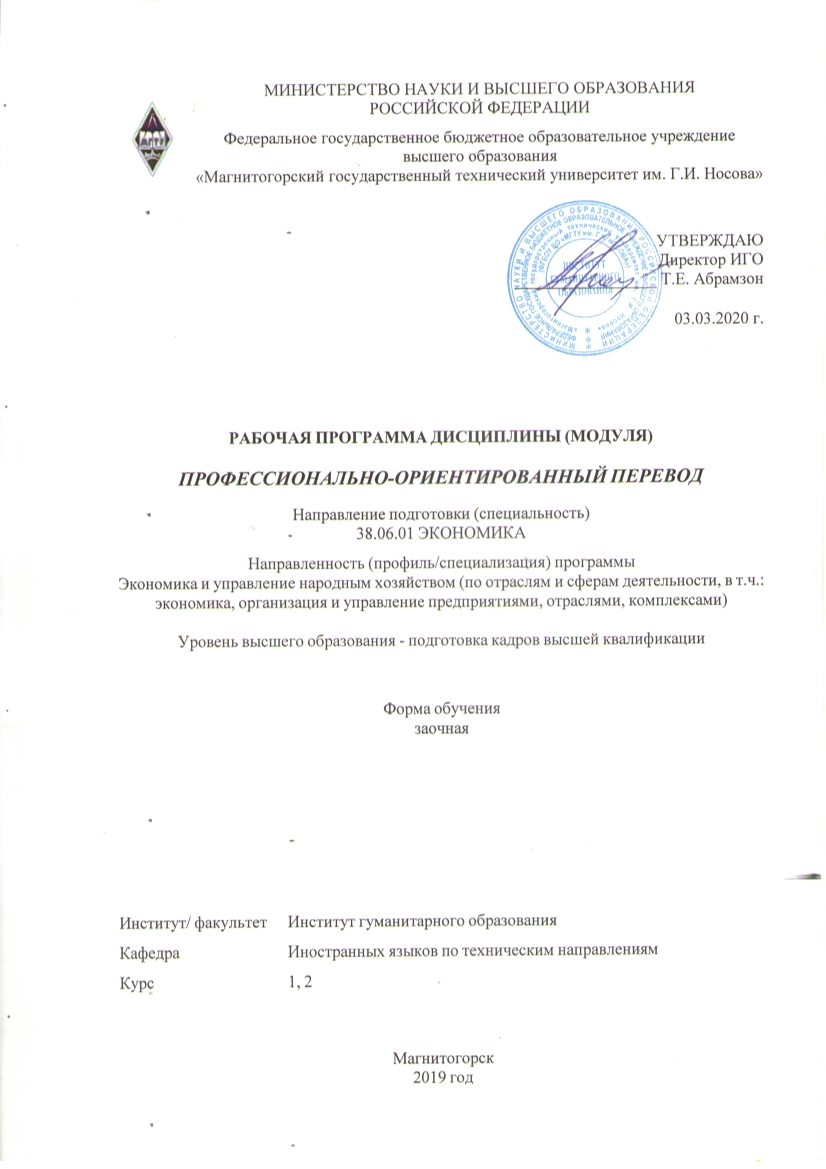 МИНИСТЕРСТВО НАУКИ И ВЫСШЕГО ОБРАЗОВАНИЯ
РОССИЙСКОЙ ФЕДЕРАЦИИ
Федеральное государственное бюджетное образовательное учреждение
высшего образования
«Магнитогорский государственный технический университет им. Г.И. Носова»
УТВЕРЖДАЮ
Директор ИГО
Т.Е. Абрамзон
03.03.2020 г.
РАБОЧАЯ ПРОГРАММА ДИСЦИПЛИНЫ (МОДУЛЯ)
ПРОФЕССИОНАЛЬНО-ОРИЕНТИРОВАННЫЙ ПЕРЕВОД
Направление подготовки (специальность)
38.06.01 ЭКОНОМИКА
Направленность (профиль/специализация) программы
Экономика и управление народным хозяйством (по отраслям и сферам деятельности, в т.ч.:
экономика, организация и управление предприятиями, отраслями, комплексами)
Уровень высшего образования - подготовка кадров высшей квалификации
Форма обучения
заочная
Институт/ факультет Институт гуманитарного образования
Кафедра Иностранных языков по техническим направлениям
Курс 1, 2
Магнитогорск
2019 год